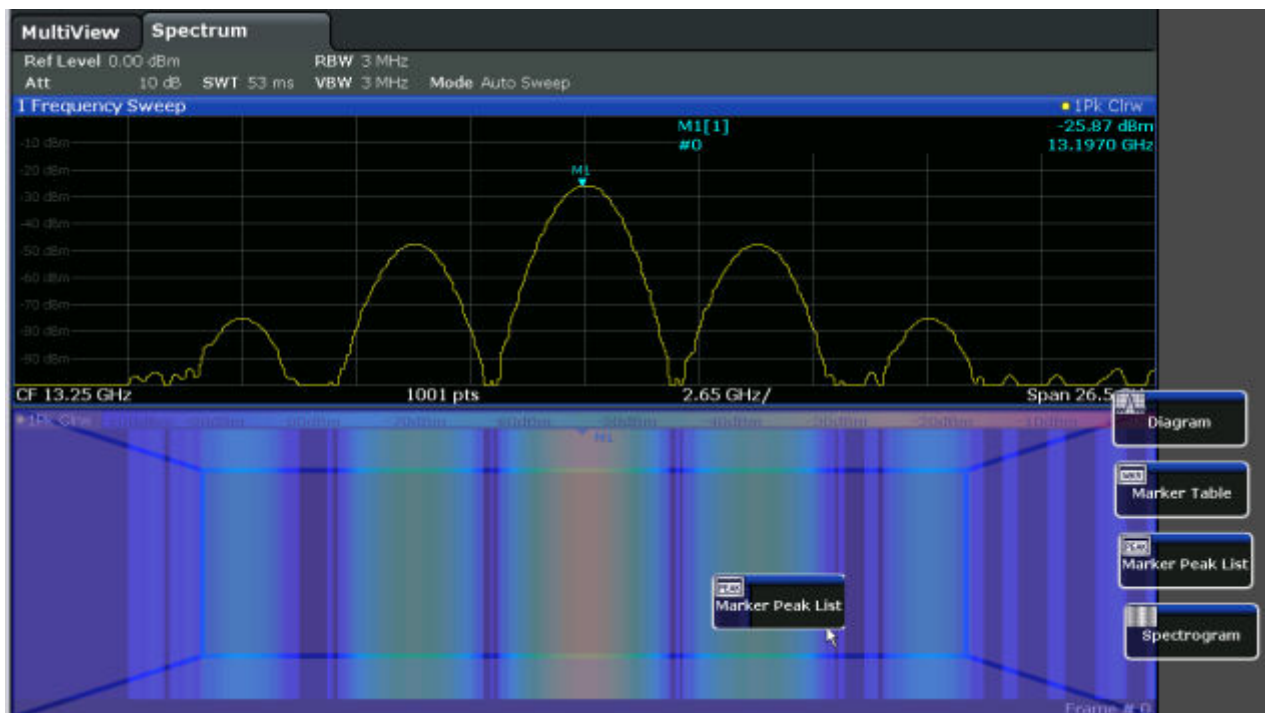 MultiView Spectrum
Ref Level 0.00 dBm RBW 3 MHz
Att 10 dB SWT 53 ms VBW 3 MHz Mode Auto Sweep
1 Frequency Sweep 1Pk Clrw
M1[1] -25.87 dBm
#0 13.1970 GHz
-10 dBm
M1
-20 dBm
-30 dBm
-40 dBm
-50 dBm
-60 dBm
-70 dBm
-80 dBm
-90 dBm
CF 13.25 GHz 1001 pts 2.65 GHz/ Span 26.5
1Pk Clrw
M1
Diagram
MKR
Marker Table
PEAK
Marker Peak List
PEAK
Marker Peak List
Spectrogram
Frame # 0